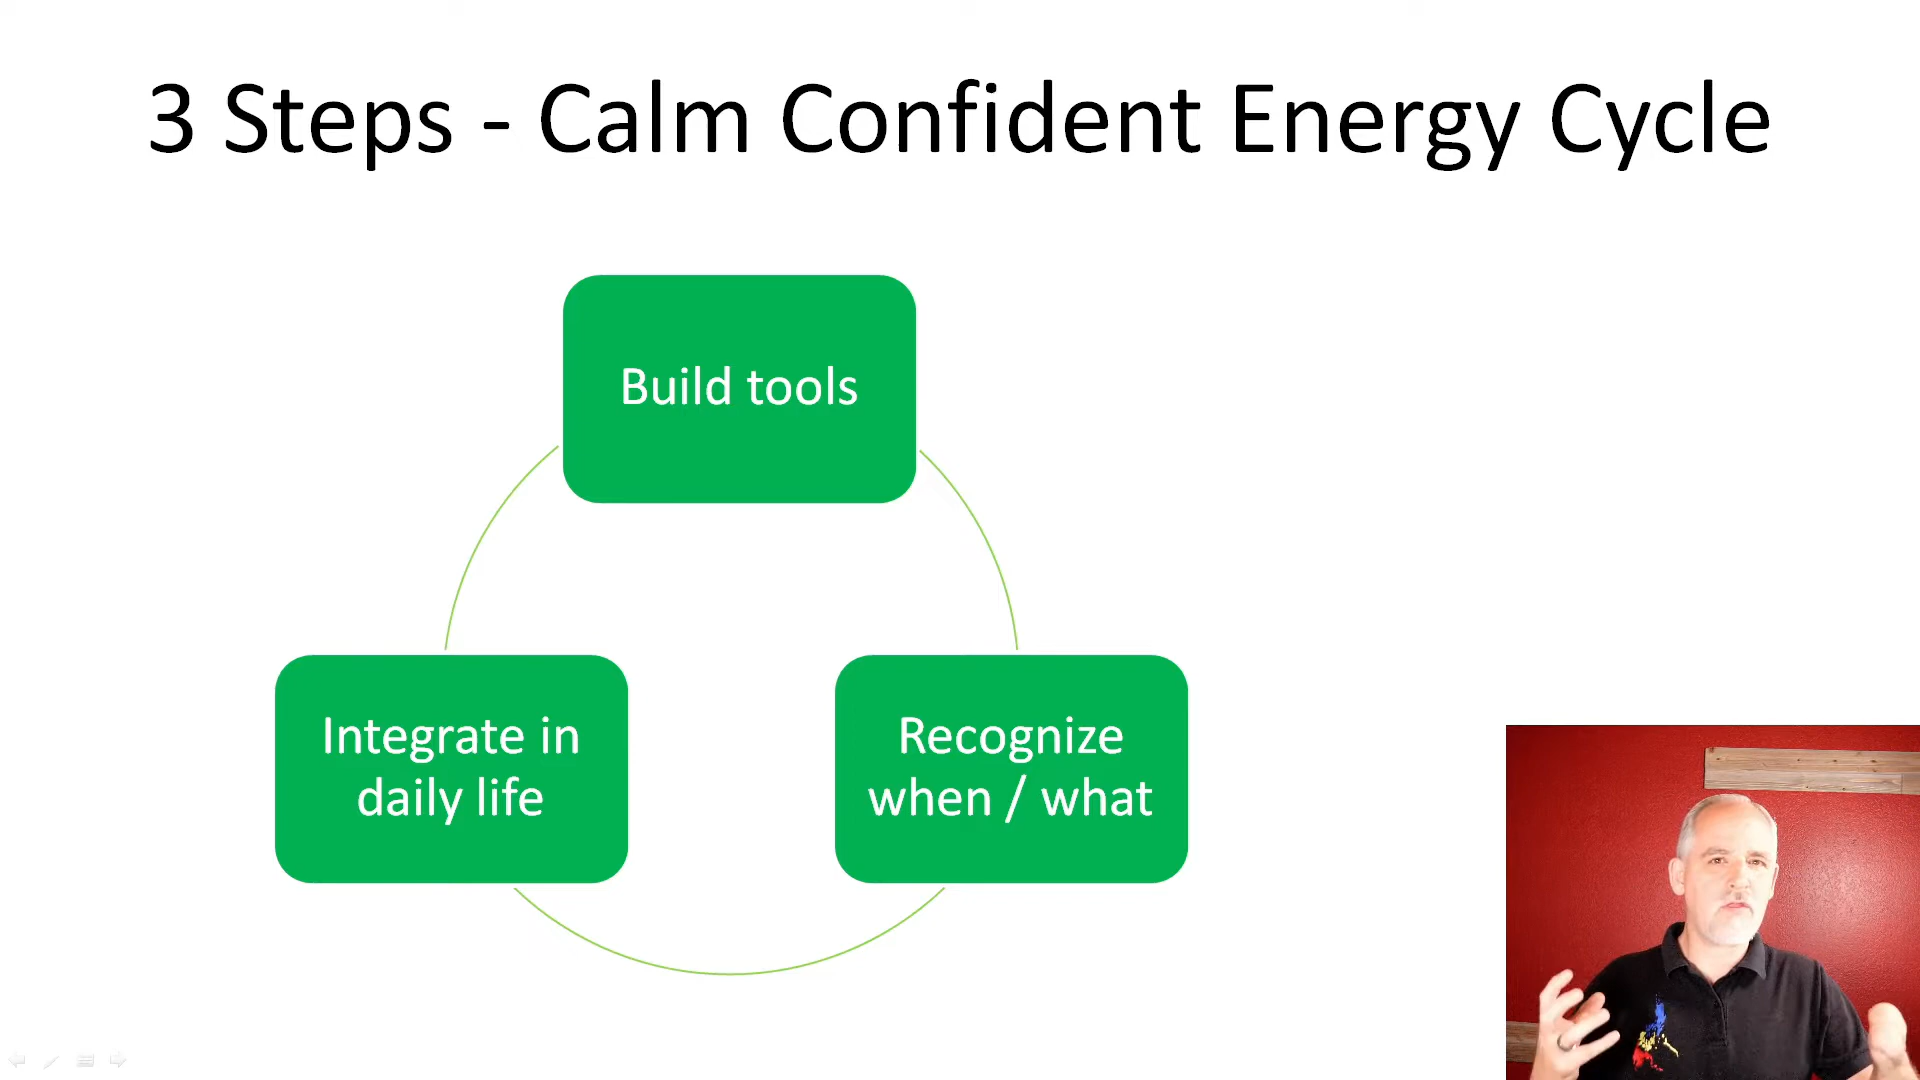 3 Steps - Calm Confident Energy Cycle
Build tools
Integrate in
daily life
Recognize
when / what